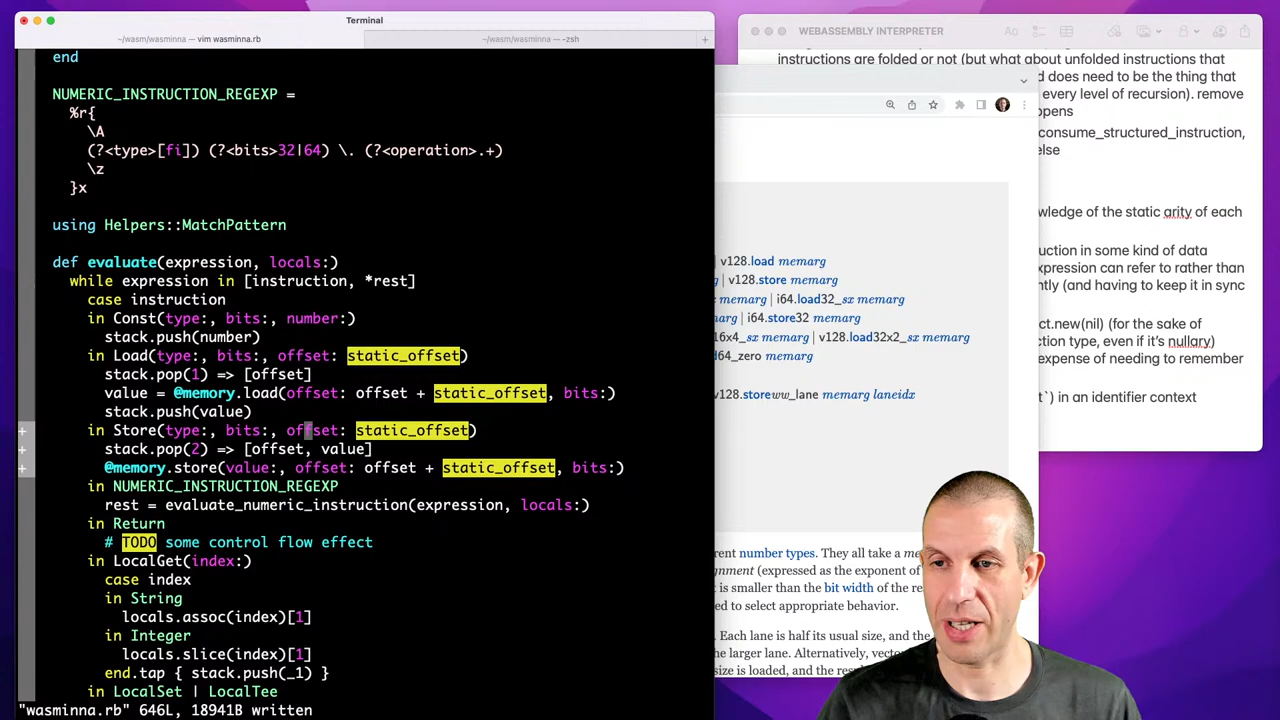 Terminal
~/wasm/wasminna — vim wasminna.rb
~/wasm/wasminna — -zsh
end
NUMERIC_INSTRUCTION_REGEXP =
%r{
\A
(?<type>[fi]) (?<bits>32|64) \. (?<operation>.+)
\z
}x
using Helpers::MatchPattern
def evaluate(expression, locals:)
while expression in [instruction, *rest]
case instruction
in Const(type:, bits:, number:)
stack.push(number)
in Load(type:, bits:, offset: static_offset)
stack.pop(1) => [offset]
value = @memory.load(offset: offset + static_offset, bits:)
stack.push(value)
in Store(type:, bits:, offset: static_offset)
stack.pop(2) => [offset, value]
@memory.store(value:, offset: offset + static_offset, bits:)
in NUMERIC_INSTRUCTION_REGEXP
rest = evaluate_numeric_instruction(expression, locals:)
in Return
# TODO some control flow effect
in LocalGet(index:)
case index
in String
locals.assoc(index)[1]
in Integer
locals.slice(index)[1]
end.tap { stack.push(_1) }
in LocalSet | LocalTee
"wasminna.rb" 646L, 18941B written
WEBASSEMBLY INTERPRETER
instructions are folded or not (but what about unfolded instructions that
d does need to be the thing that
every level of recursion). remove
opens
consume_structured_instruction,
else
wledge of the static arity of each
uction in some kind of data
expression can refer to rather than
ntly (and having to keep it in sync
ct.new(nil) (for the sake of
ction type, even if it's nullary)
expense of needing to remember
t`) in an identifier context
| v128.load memarg
| v128.store memarg
| i64.load32_sx memarg
| i64.store32 memarg
16x4_sx memarg | v128.load32x2_sx memarg
d64_zero memarg
v128.storeww_lane memarg laneidx
rent number types. They all take a me
gnment (expressed as the exponent of
t is smaller than the bit width of the re
ed to select appropriate behavior.
. Each lane is half its usual size, and the
he larger lane. Alternatively, vecto
size is loaded, and the res